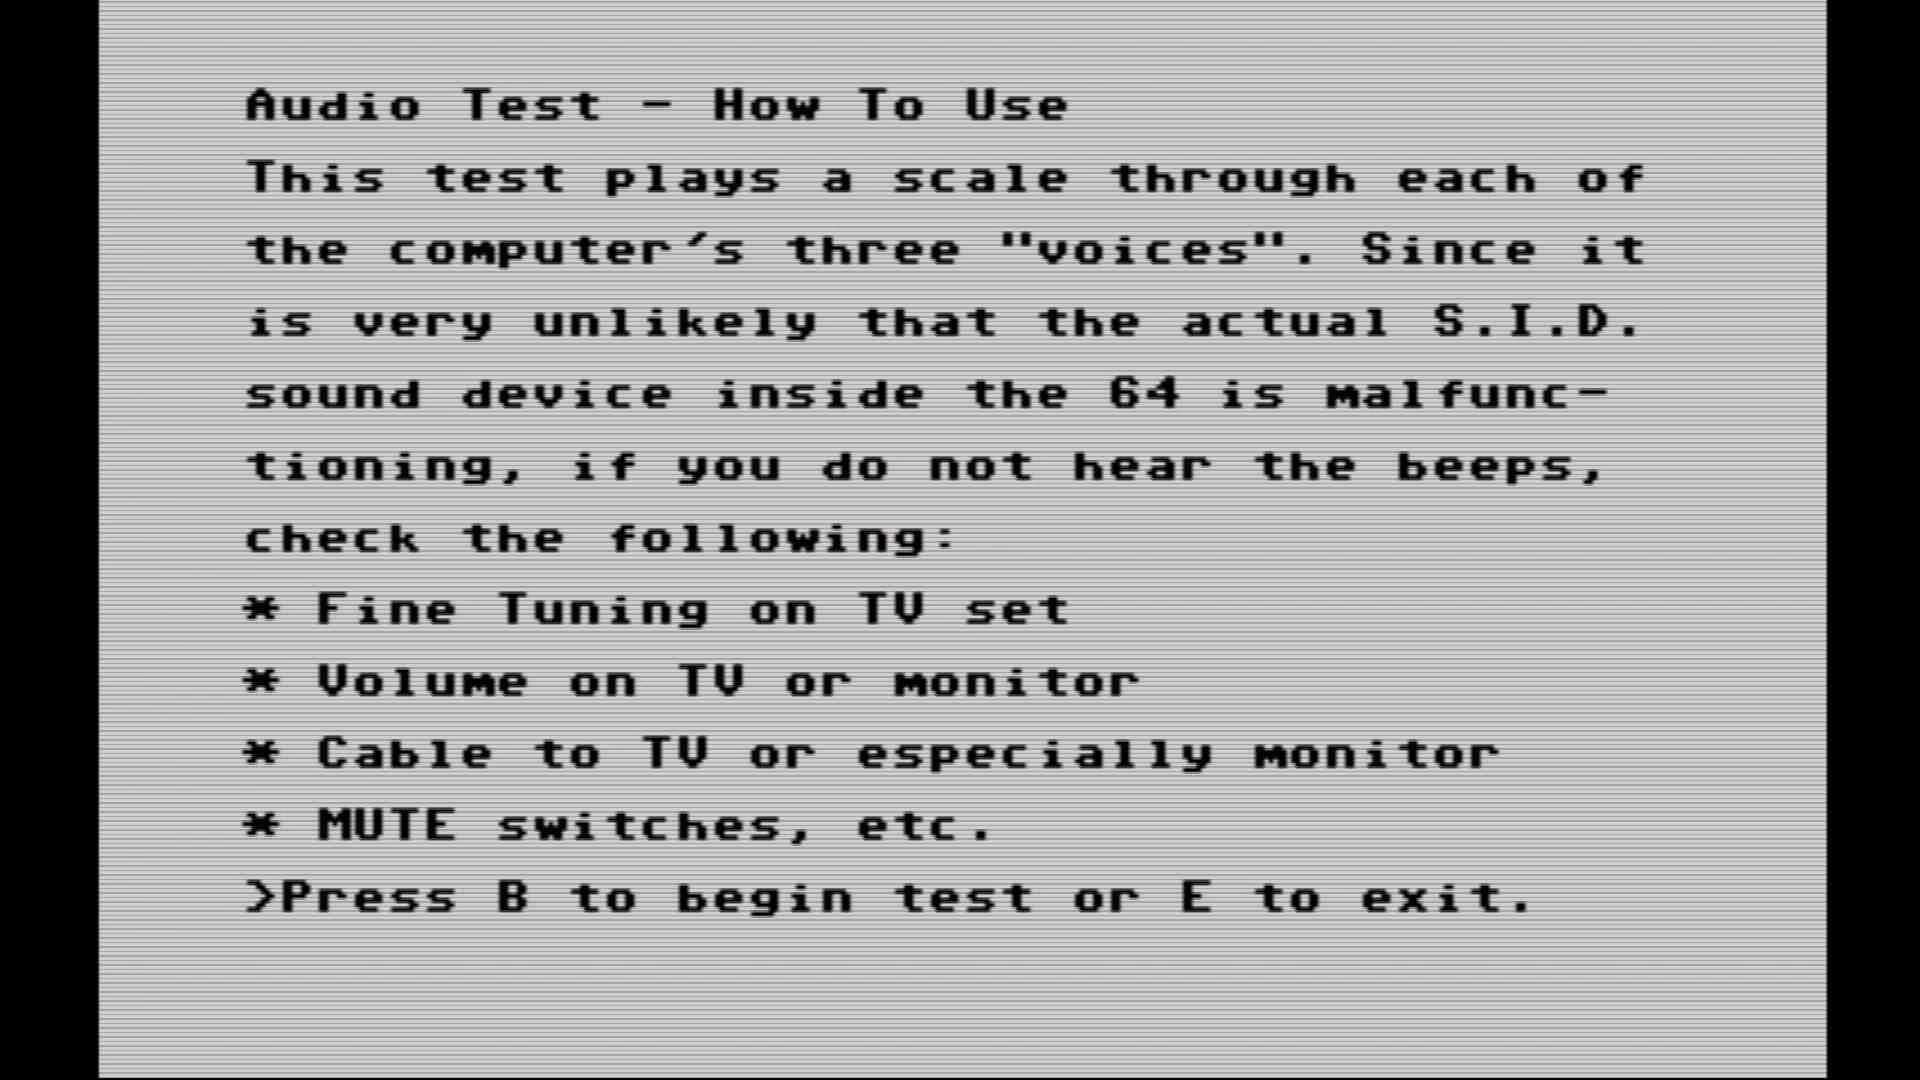 Audio Test - How To Use
This test plays a scale through each of
the computer's three "voices". Since it
is very unlikely that the actual S.I.D.
sound device inside the 64 is malfunc-
tioning, if you do not hear the beeps,
check the following:
* Fine Tuning on TV set
* Volume on TV or monitor
* Cable to TV or especially monitor
* MUTE switches, etc.
>Press B to begin test or E to exit.